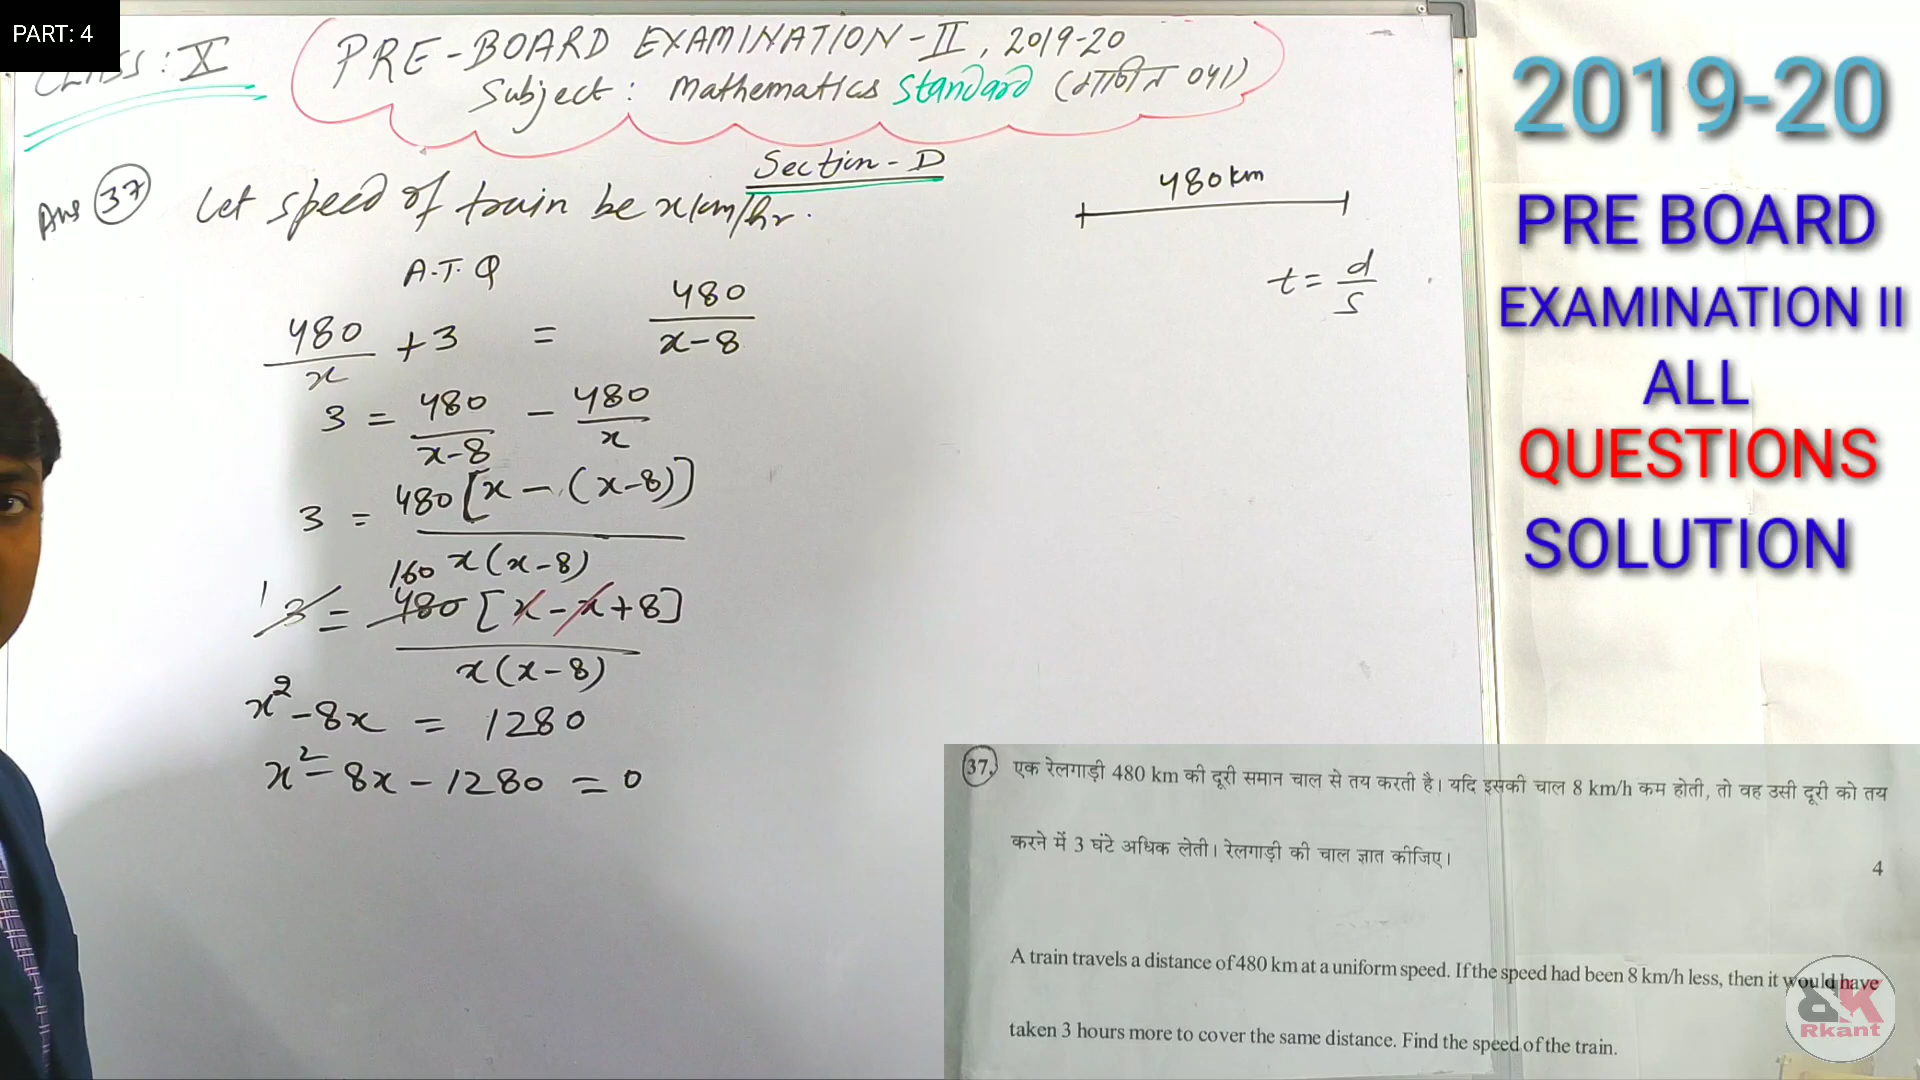 PART: 4
CLASS: X
PRE-BOARD EXAMINATION-II, 2019-20
Subject: Mathematics Standard (गणित 041)
Section-D
Ans 37 Let speed of train be x km/hr.
A.T.Q
480/x + 3 = 480/(x-8)
3 = 480/(x-8) - 480/x
3 = 480[x-(x-8)]/x(x-8)
1 3 = 160 480[x-x+8]/x(x-8)
x²-8x = 1280
x²-8x-1280 = 0
480km
t = d/s
2019-20
PRE BOARD
EXAMINATION II
ALL
QUESTIONS
SOLUTION
37. एक रेलगाड़ी 480 km की दूरी समान चाल से तय करती है। यदि इसकी चाल 8 km/h कम होती, तो वह उसी दूरी को तय
करने में 3 घंटे अधिक लेती। रेलगाड़ी की चाल ज्ञात कीजिए।
4
A train travels a distance of 480 km at a uniform speed. If the speed had been 8 km/h less, then it would have
taken 3 hours more to cover the same distance. Find the speed of the train.
RK
Rkant